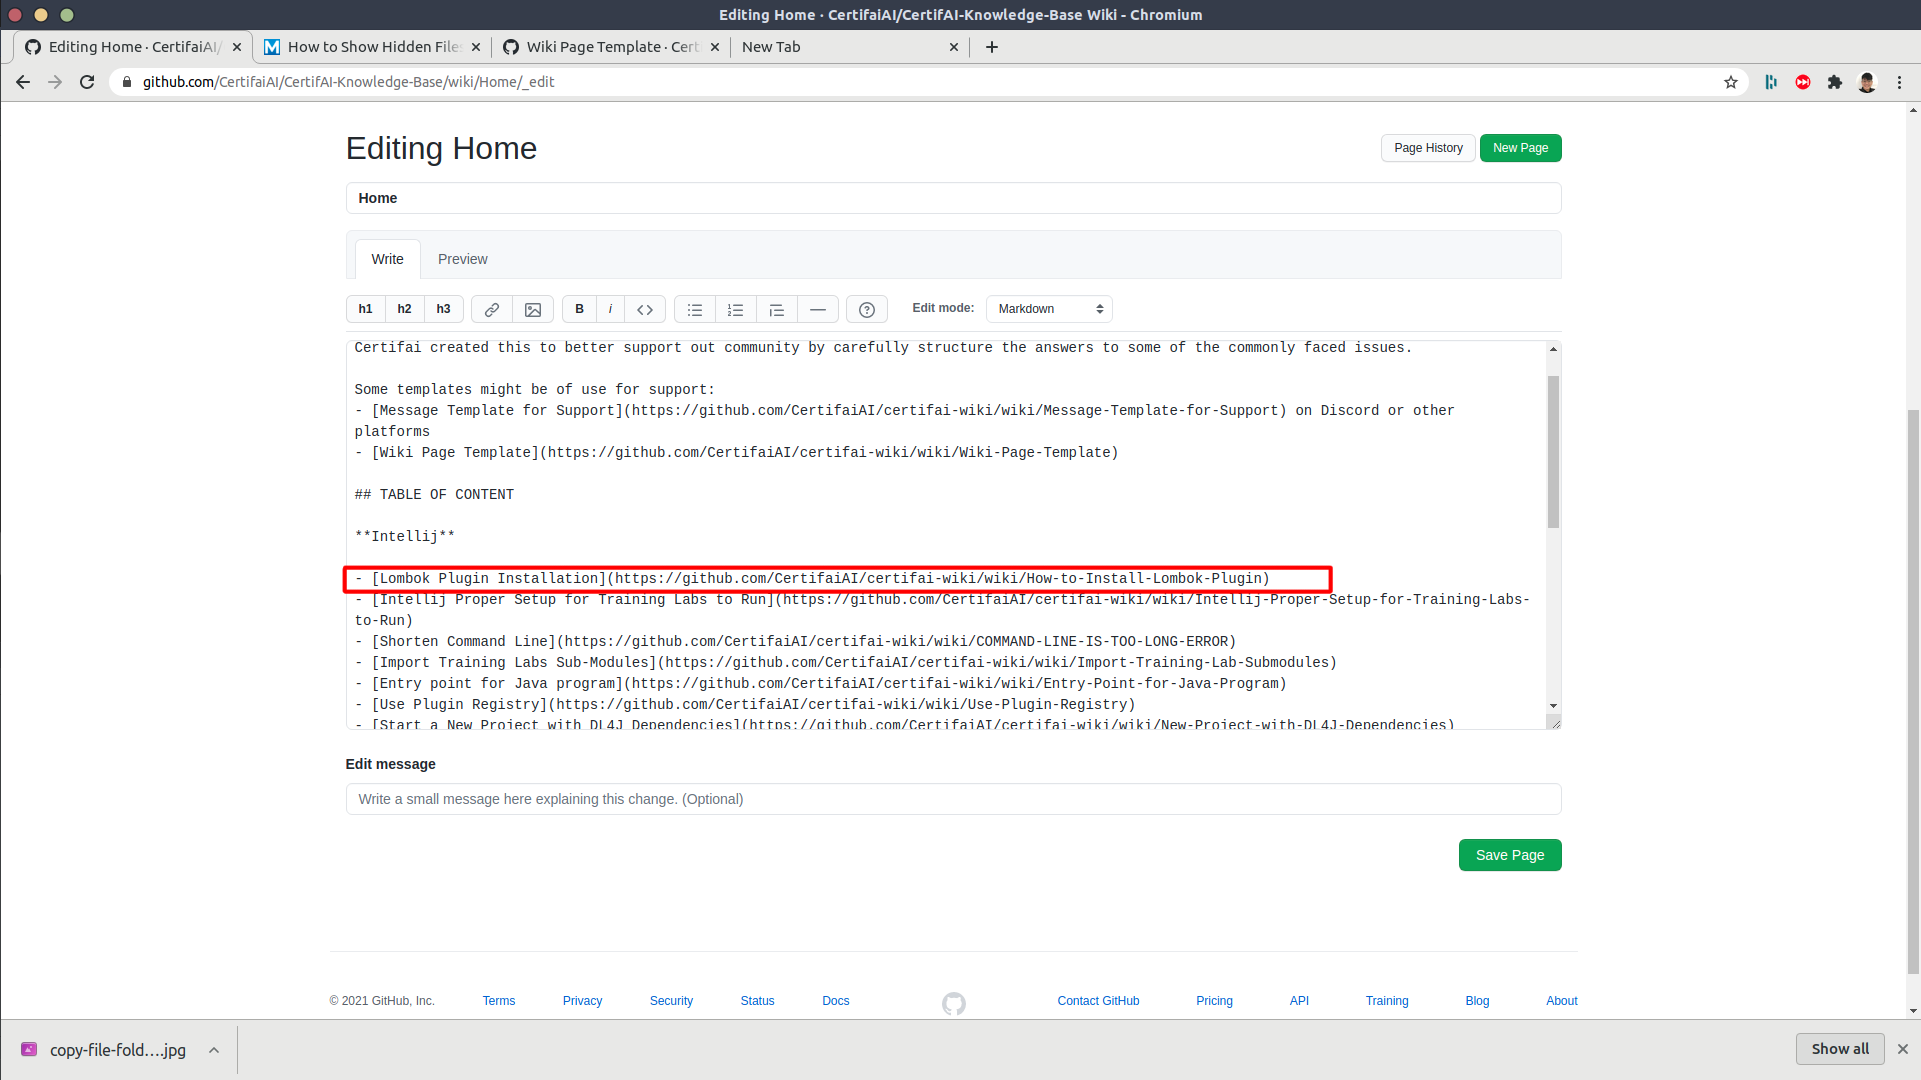 Editing Home · CertifaiAI/CertifAI-Knowledge-Base Wiki - Chromium
Editing Home · CertifaiAI/
How to Show Hidden File
Wiki Page Template · Cert
New Tab
github.com/CertifaiAI/CertifAI-Knowledge-Base/wiki/Home/_edit
Editing Home
Page History
New Page
Home
Write
Preview
h1 h2 h3
B i
Edit mode: Markdown
Certifai created this to better support out community by carefully structure the answers to some of the commonly faced issues.
Some templates might be of use for support:
- [Message Template for Support](https://github.com/CertifaiAI/certifai-wiki/wiki/Message-Template-for-Support) on Discord or other
platforms
- [Wiki Page Template](https://github.com/CertifaiAI/certifai-wiki/wiki/Wiki-Page-Template)
## TABLE OF CONTENT
**Intellij**
- [Lombok Plugin Installation](https://github.com/CertifaiAI/certifai-wiki/wiki/How-to-Install-Lombok-Plugin)
- [Intellij Proper Setup for Training Labs to Run](https://github.com/CertifaiAI/certifai-wiki/wiki/Intellij-Proper-Setup-for-Training-Labs-
to-Run)
- [Shorten Command Line](https://github.com/CertifaiAI/certifai-wiki/wiki/COMMAND-LINE-IS-TOO-LONG-ERROR)
- [Import Training Labs Sub-Modules](https://github.com/CertifaiAI/certifai-wiki/wiki/Import-Training-Lab-Submodules)
- [Entry point for Java program](https://github.com/CertifaiAI/certifai-wiki/wiki/Entry-Point-for-Java-Program)
- [Use Plugin Registry](https://github.com/CertifaiAI/certifai-wiki/wiki/Use-Plugin-Registry)
- [Start a New Project with DL4J Dependencies](https://github.com/CertifaiAI/certifai-wiki/wiki/New-Project-with-DL4J-Dependencies)
Edit message
Write a small message here explaining this change. (Optional)
Save Page
© 2021 GitHub, Inc. Terms Privacy Security Status Docs Contact GitHub Pricing API Training Blog About
copy-file-fold....jpg
Show all